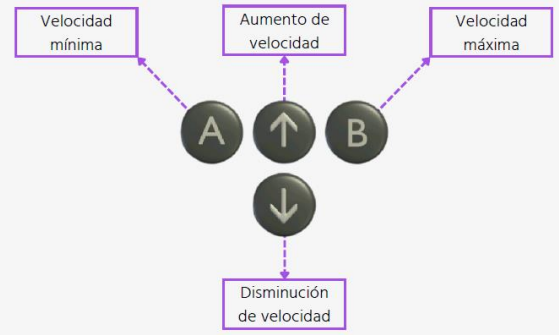 Velocidad
mínima
Aumento de
velocidad
Velocidad
máxima
A
↑
B
↓
Disminución
de velocidad